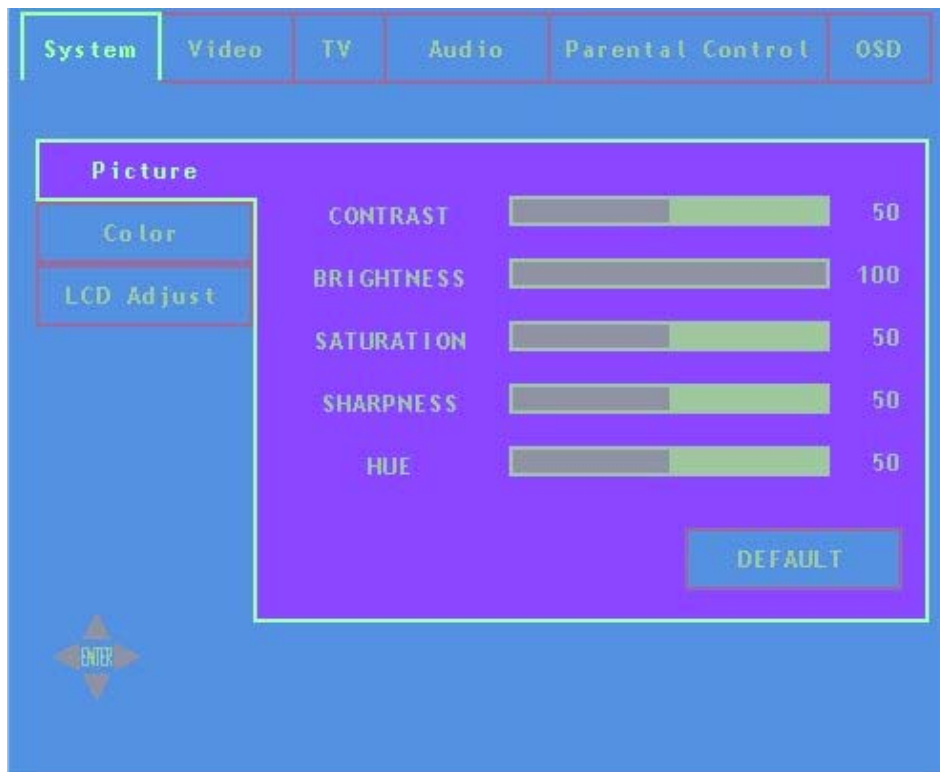 System Video TV Audio Parental Control OSD
Picture
Color
LCD Adjust
CONTRAST 50
BRIGHTNESS 100
SATURATION 50
SHARPNESS 50
HUE 50
DEFAULT
ENTER